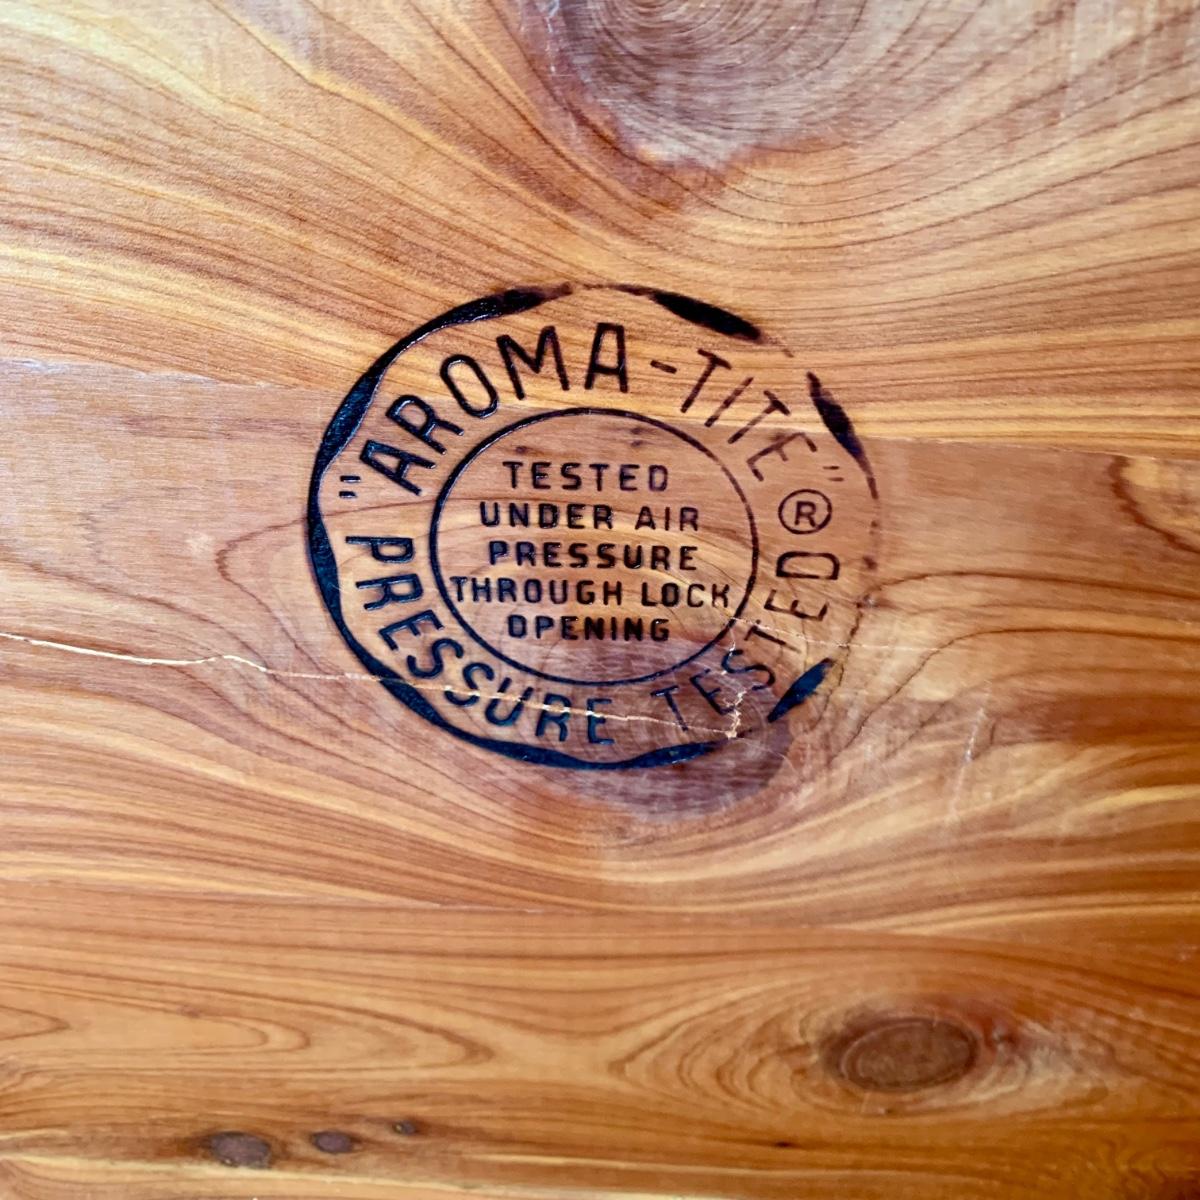 "AROMA-TITE" ®
TESTED
UNDER AIR
PRESSURE
THROUGH LOCK
OPENING
PRESSURE TESTED